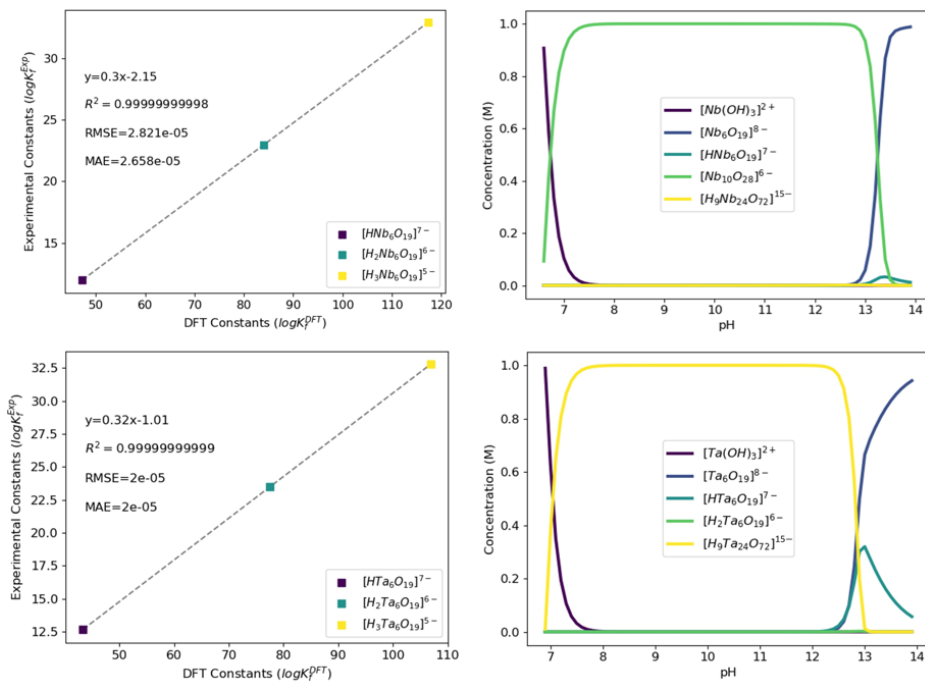 Experimental Constants (logK_f^Exp)
30
25
20
15
y=0.3x-2.15
R² = 0.99999999998
RMSE=2.821e-05
MAE=2.658e-05
[HNb₆O₁₉]⁷⁻
[H₂Nb₆O₁₉]⁶⁻
[H₃Nb₆O₁₉]⁵⁻
50 60 70 80 90 100 110 120
DFT Constants (logK_f^DFT)
Concentration (M)
1.0
0.8
0.6
0.4
0.2
0.0
[Nb(OH)₃]²⁺
[Nb₆O₁₉]⁸⁻
[HNb₆O₁₉]⁷⁻
[Nb₁₀O₂₈]⁶⁻
[H₉Nb₂₄O₇₂]¹⁵⁻
7 8 9 10 11 12 13 14
pH
Experimental Constants (logK_f^Exp)
32.5
30.0
27.5
25.0
22.5
20.0
17.5
15.0
12.5
y=0.32x-1.01
R² = 0.99999999999
RMSE=2e-05
MAE=2e-05
[HTa₆O₁₉]⁷⁻
[H₂Ta₆O₁₉]⁶⁻
[H₃Ta₆O₁₉]⁵⁻
50 60 70 80 90 100 110
DFT Constants (logK_f^DFT)
Concentration (M)
1.0
0.8
0.6
0.4
0.2
0.0
[Ta(OH)₃]²⁺
[Ta₆O₁₉]⁸⁻
[HTa₆O₁₉]⁷⁻
[H₂Ta₆O₁₉]⁶⁻
[H₉Ta₂₄O₇₂]¹⁵⁻
7 8 9 10 11 12 13 14
pH